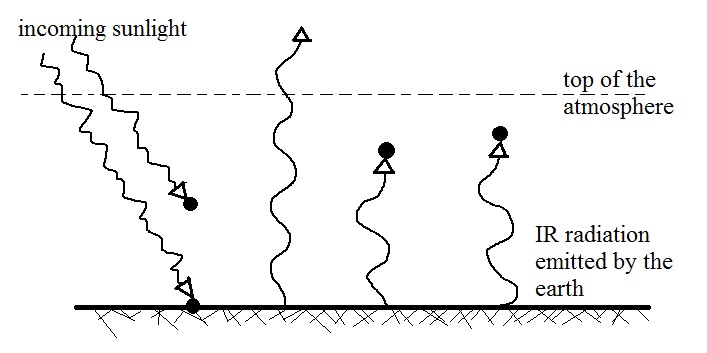 incoming sunlight
top of the
atmosphere
IR radiation
emitted by the
earth